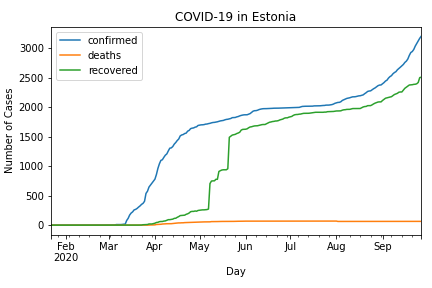 COVID-19 in Estonia
confirmed
deaths
recovered
Number of Cases
3000
2500
2000
1500
1000
500
0
Feb Mar Apr May Jun Jul Aug Sep
2020
Day